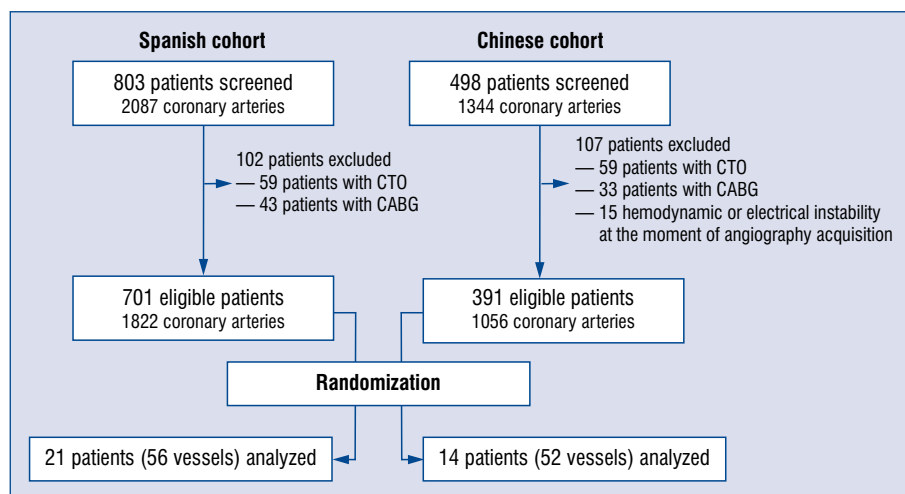 Spanish cohort
803 patients screened
2087 coronary arteries
102 patients excluded
— 59 patients with CTO
— 43 patients with CABG
701 eligible patients
1822 coronary arteries
Chinese cohort
498 patients screened
1344 coronary arteries
107 patients excluded
— 59 patients with CTO
— 33 patients with CABG
— 15 hemodynamic or electrical instability
at the moment of angiography acquisition
391 eligible patients
1056 coronary arteries
Randomization
21 patients (56 vessels) analyzed
14 patients (52 vessels) analyzed